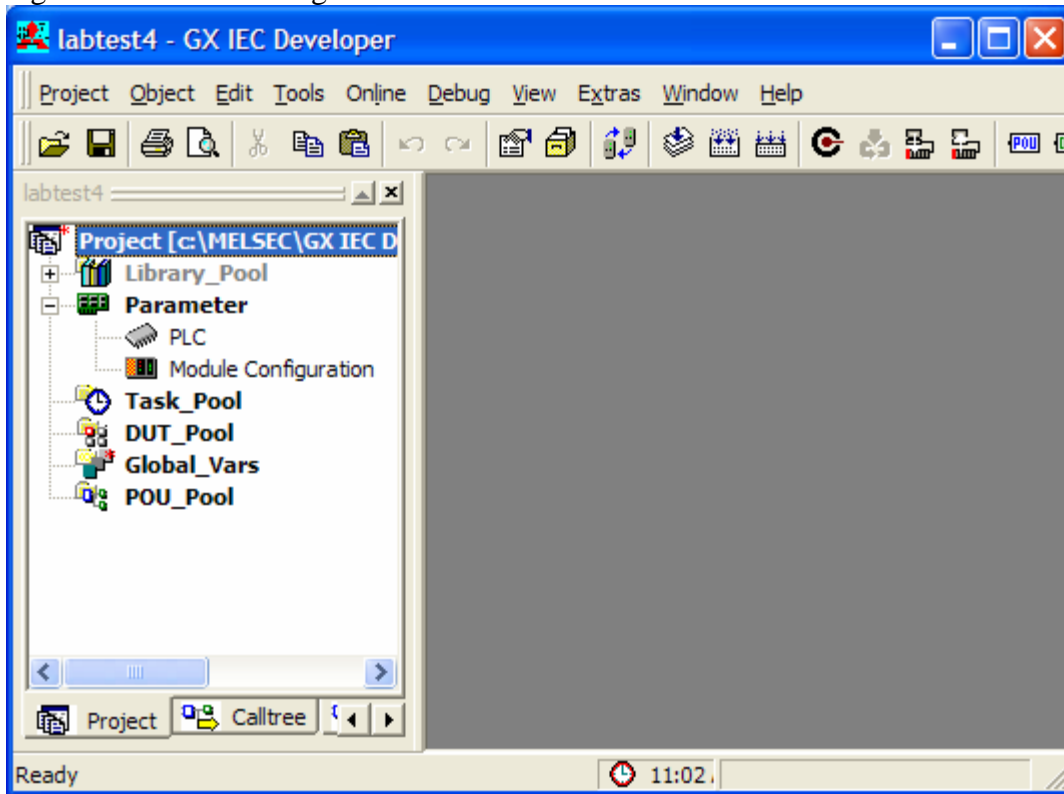 labtest4 - GX IEC Developer
Project Object Edit Tools Online Debug View Extras Window Help
POU
labtest4
Project [c:\MELSEC\GX IEC D
Library_Pool
Parameter
PLC
Module Configuration
Task_Pool
DUT_Pool
Global_Vars
POU_Pool
Project Calltree
Ready 11:02